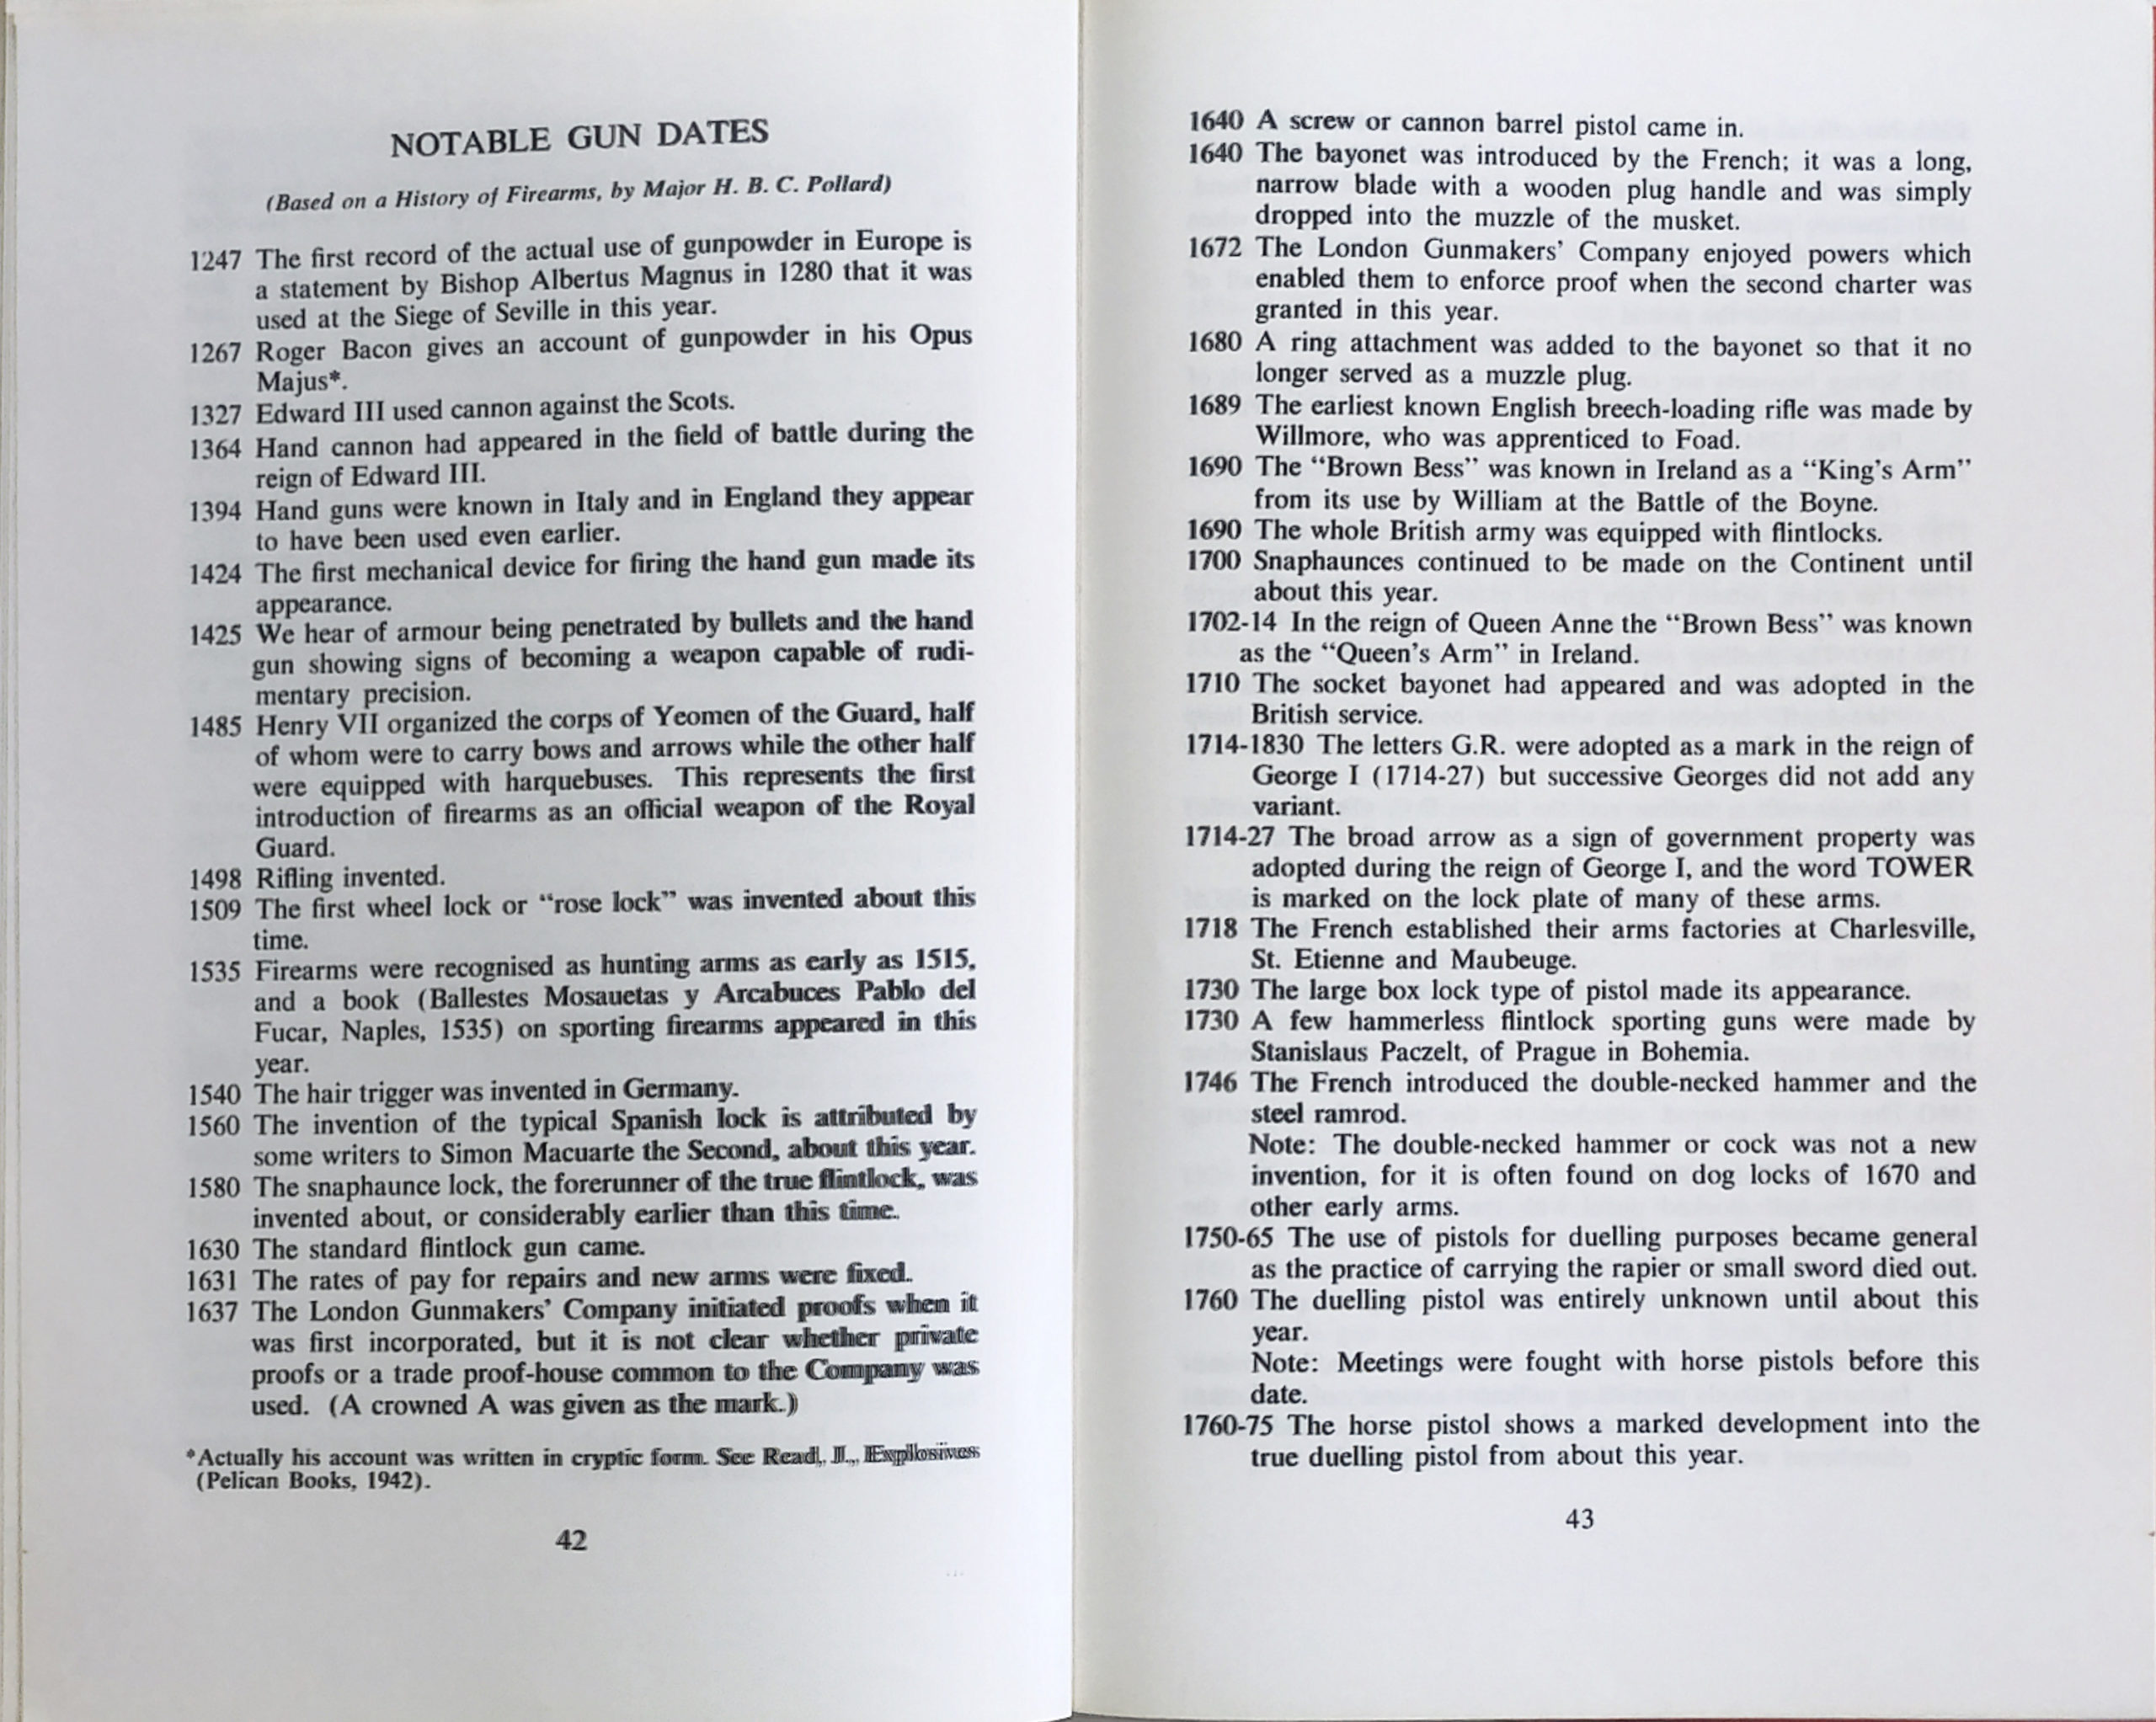 NOTABLE GUN DATES
(Based on a History of Firearms, by Major H. B. C. Pollard)
1247 The first record of the actual use of gunpowder in Europe is
a statement by Bishop Albertus Magnus in 1280 that it was
used at the Siege of Seville in this year.
1267 Roger Bacon gives an account of gunpowder in his Opus
Majus*.
1327 Edward III used cannon against the Scots.
1364 Hand cannon had appeared in the field of battle during the
reign of Edward III.
1394 Hand guns were known in Italy and in England they appear
to have been used even earlier.
1424 The first mechanical device for firing the hand gun made its
appearance.
1425 We hear of armour being penetrated by bullets and the hand
gun showing signs of becoming a weapon capable of rudi-
mentary precision.
1485 Henry VII organized the corps of Yeomen of the Guard, half
of whom were to carry bows and arrows while the other half
were equipped with harquebuses. This represents the first
introduction of firearms as an official weapon of the Royal
Guard.
1498 Rifling invented.
1509 The first wheel lock or “rose lock” was invented about this
time.
1535 Firearms were recognised as hunting arms as early as 1515,
and a book (Ballestes Mosauetas y Arcabuces Pablo del
Fucar, Naples, 1535) on sporting firearms appeared in this
year.
1540 The hair trigger was invented in Germany.
1560 The invention of the typical Spanish lock is attributed by
some writers to Simon Macuarte the Second, about this year.
1580 The snaphaunce lock, the forerunner of the true flintlock, was
invented about, or considerably earlier than this time.
1630 The standard flintlock gun came.
1631 The rates of pay for repairs and new arms were fixed.
1637 The London Gunmakers’ Company initiated proofs when it
was first incorporated, but it is not clear whether private
proofs or a trade proof-house common to the Company was
used. (A crowned A was given as the mark.)
*Actually his account was written in cryptic form. See Read, J., Explosives
(Pelican Books, 1942).
42
1640 A screw or cannon barrel pistol came in.
1640 The bayonet was introduced by the French; it was a long,
narrow blade with a wooden plug handle and was simply
dropped into the muzzle of the musket.
1672 The London Gunmakers’ Company enjoyed powers which
enabled them to enforce proof when the second charter was
granted in this year.
1680 A ring attachment was added to the bayonet so that it no
longer served as a muzzle plug.
1689 The earliest known English breech-loading rifle was made by
Willmore, who was apprenticed to Foad.
1690 The “Brown Bess” was known in Ireland as a “King’s Arm”
from its use by William at the Battle of the Boyne.
1690 The whole British army was equipped with flintlocks.
1700 Snaphaunces continued to be made on the Continent until
about this year.
1702-14 In the reign of Queen Anne the “Brown Bess” was known
as the “Queen’s Arm” in Ireland.
1710 The socket bayonet had appeared and was adopted in the
British service.
1714-1830 The letters G.R. were adopted as a mark in the reign of
George I (1714-27) but successive Georges did not add any
variant.
1714-27 The broad arrow as a sign of government property was
adopted during the reign of George I, and the word TOWER
is marked on the lock plate of many of these arms.
1718 The French established their arms factories at Charlesville,
St. Etienne and Maubeuge.
1730 The large box lock type of pistol made its appearance.
1730 A few hammerless flintlock sporting guns were made by
Stanislaus Paczelt, of Prague in Bohemia.
1746 The French introduced the double-necked hammer and the
steel ramrod.
Note: The double-necked hammer or cock was not a new
invention, for it is often found on dog locks of 1670 and
other early arms.
1750-65 The use of pistols for duelling purposes became general
as the practice of carrying the rapier or small sword died out.
1760 The duelling pistol was entirely unknown until about this
year.
Note: Meetings were fought with horse pistols before this
date.
1760-75 The horse pistol shows a marked development into the
true duelling pistol from about this year.
43